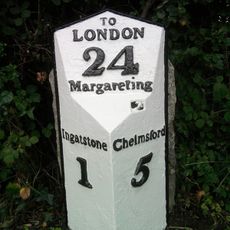 TO
LONDON
24
Margareting
Ingatstone Chelmsford
1 5